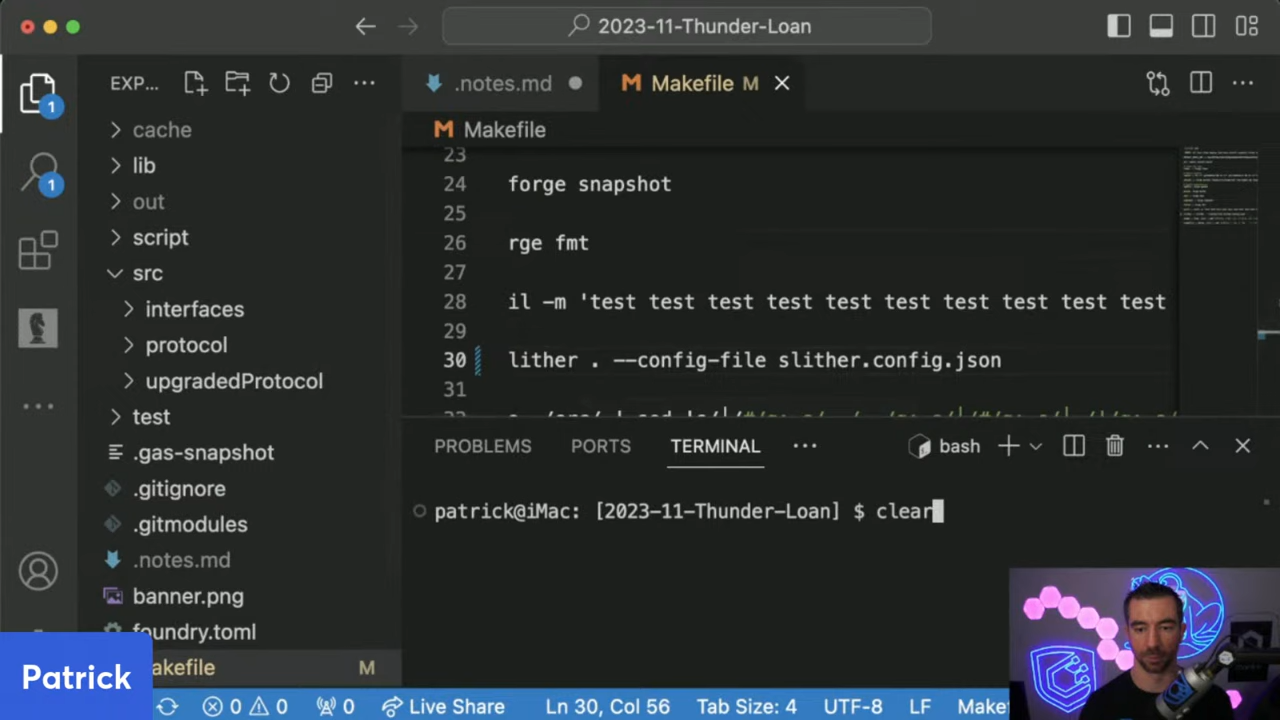 2023-11-Thunder-Loan
EXP...
.notes.md
Makefile M
1
1
cache
lib
out
script
src
interfaces
protocol
upgradedProtocol
test
.gas-snapshot
.gitignore
.gitmodules
.notes.md
banner.png
foundry.toml
akefile M
Makefile
23
24 forge snapshot
25
26 rge fmt
27
28 il -m 'test test test test test test test test test test
29
30 lither . --config-file slither.config.json
31
PROBLEMS PORTS TERMINAL bash
patrick@iMac: [2023-11-Thunder-Loan] $ clear
Patrick
0 0 0 Live Share Ln 30, Col 56 Tab Size: 4 UTF-8 LF Make